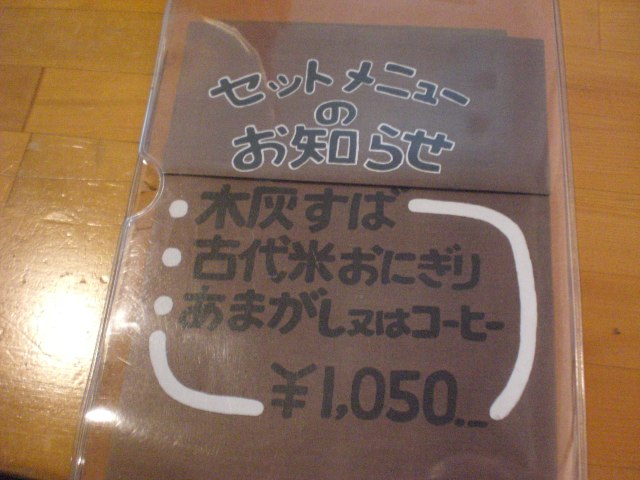 セットメニュー
の
お知らせ
・木灰すば
・古代米おにぎり
・あまがし又はコーヒー
¥1,050.-